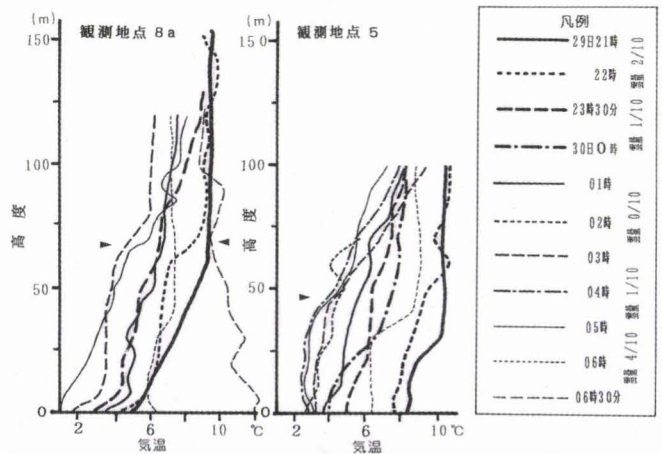 (m)
観測地点 8a
150
100
50
0
高度
2
6
10
℃
気温
(m)
観測地点 5
150
100
50
0
高度
2
6
10
℃
気温
凡例
29日21時
22時
23時30分
30日0時
01時
02時
03時
04時
05時
06時
06時30分
雲量 2/10
雲量 1/10
雲量 0/10
雲量 1/10
雲量 4/10